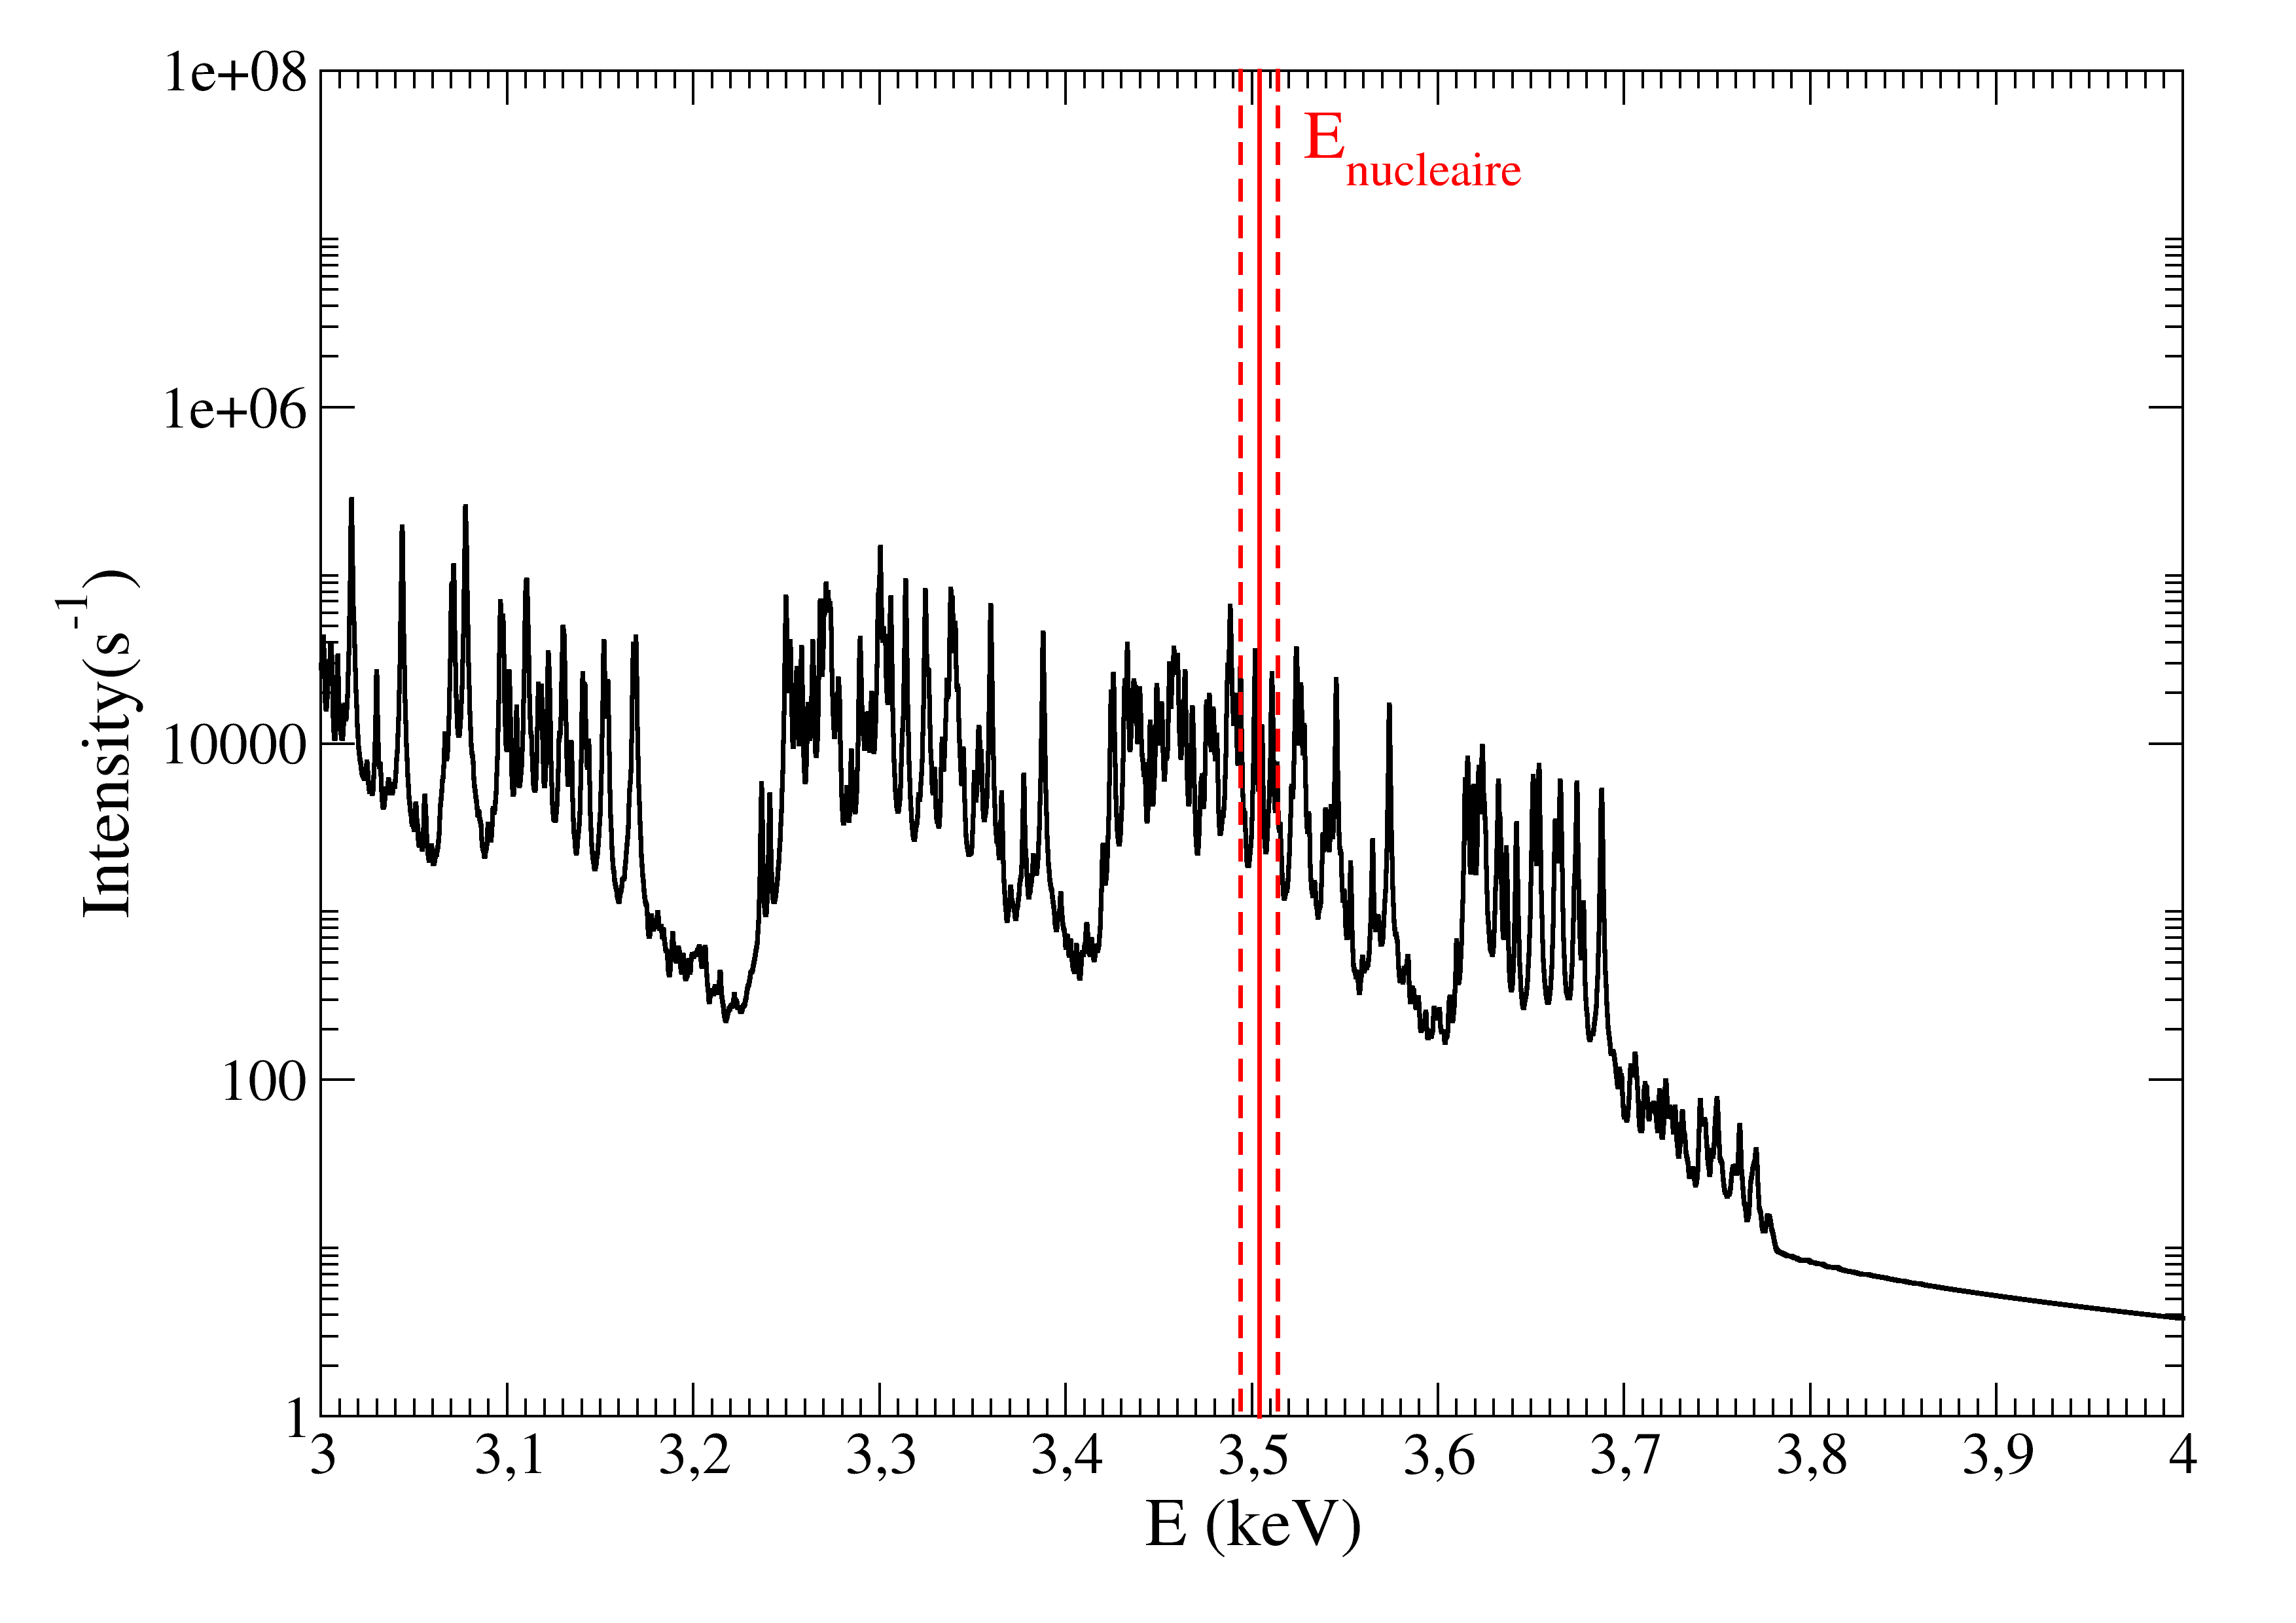 1e+08
E_nucleaire
1e+06
Intensity(s^-1)
10000
100
1
3 3,1 3,2 3,3 3,4 3,5 3,6 3,7 3,8 3,9 4
E (keV)